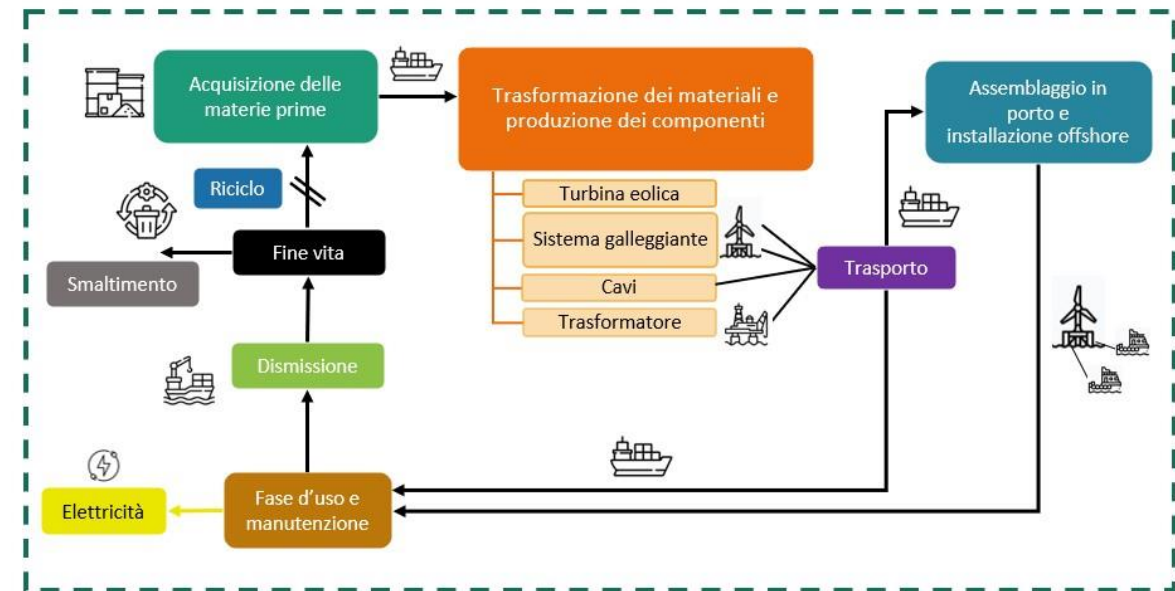 Acquisizione delle
materie prime
Trasformazione dei materiali e
produzione dei componenti
Assemblaggio in
porto e
installazione offshore
Riciclo
Turbina eolica
Sistema galleggiante
Cavi
Trasformatore
Trasporto
Fine vita
Smaltimento
Dismissione
Fase d'uso e
manutenzione
Elettricità